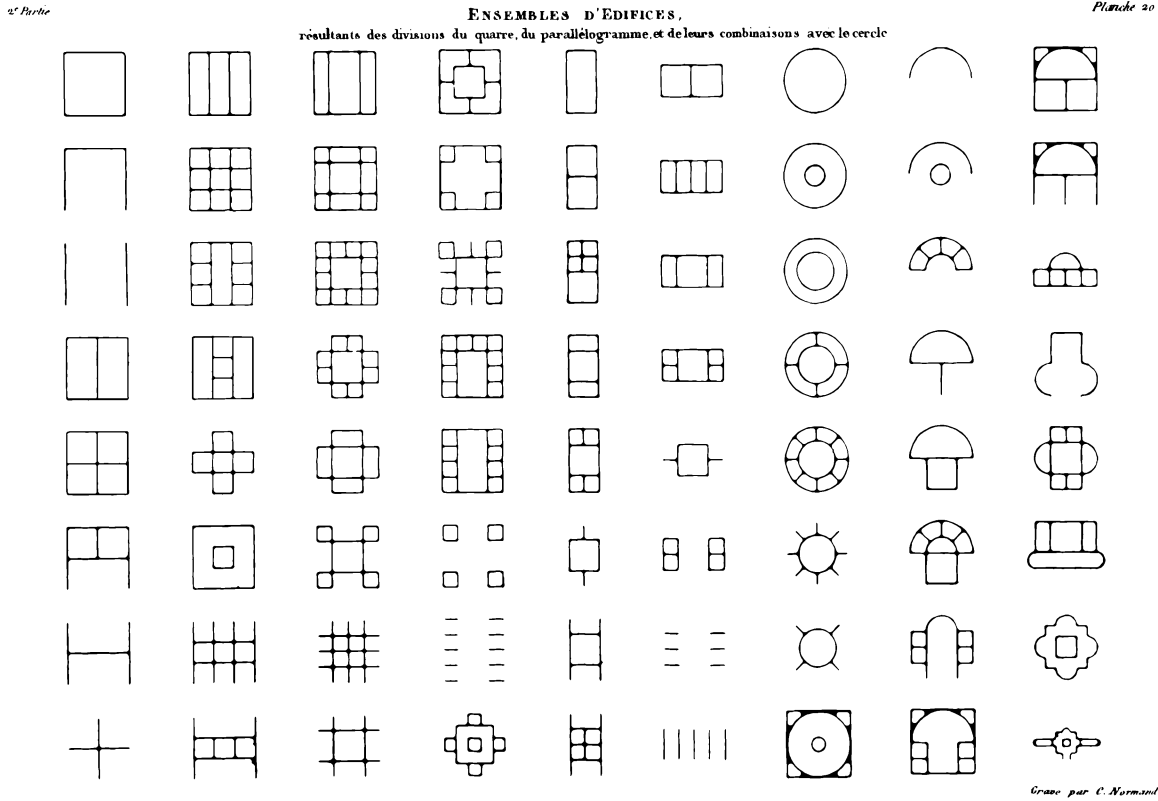 2ᵉ Partie
Planche 20
ENSEMBLES D'EDIFICES,
résultants des divisions du quarre, du parallélogramme, et de leurs combinaisons avec le cercle
Gravé par C. Normand